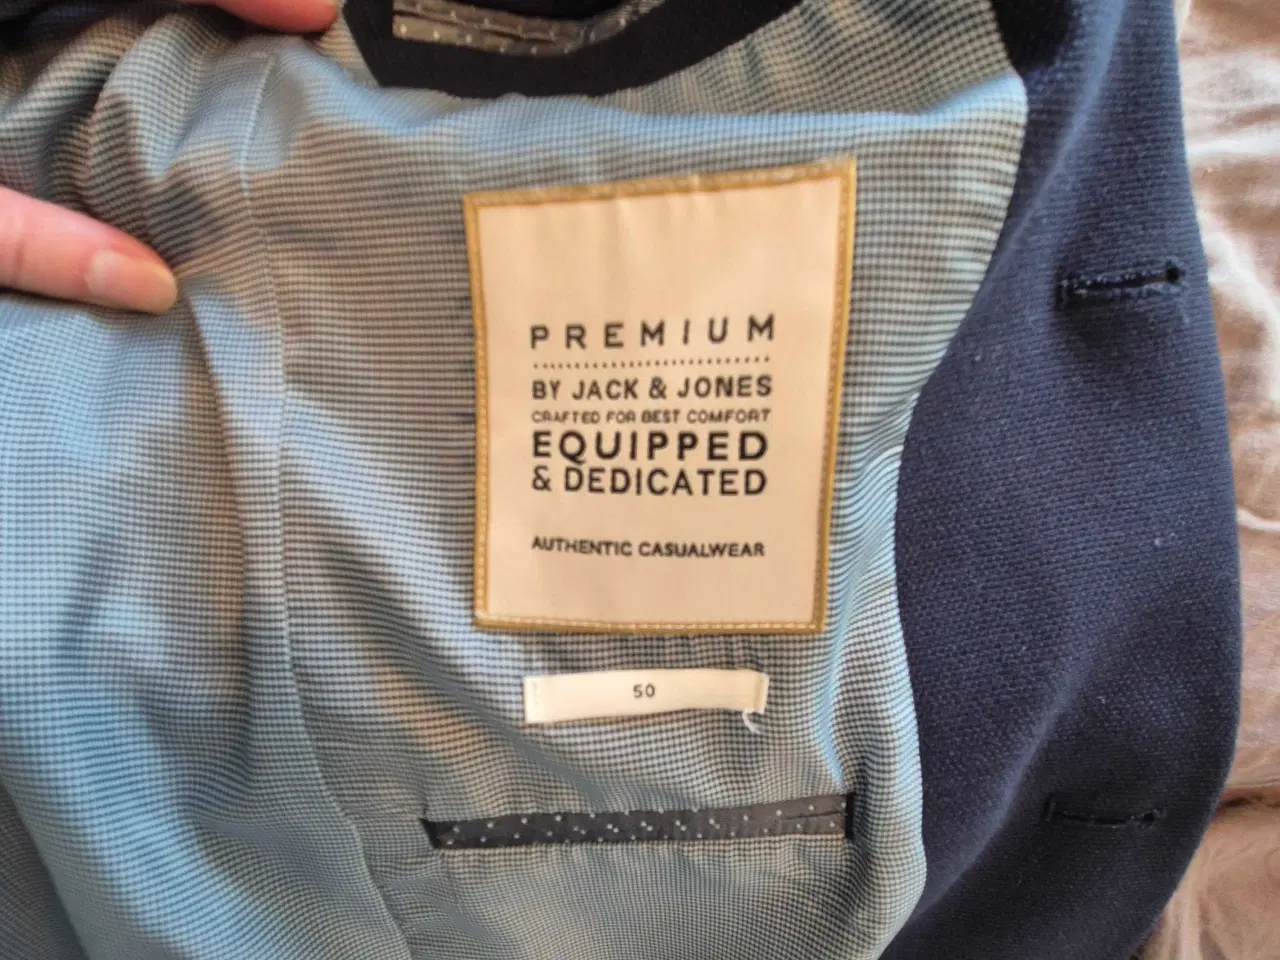 PREMIUM
BY JACK & JONES
CRAFTED FOR BEST COMFORT
EQUIPPED
& DEDICATED
AUTHENTIC CASUALWEAR
50